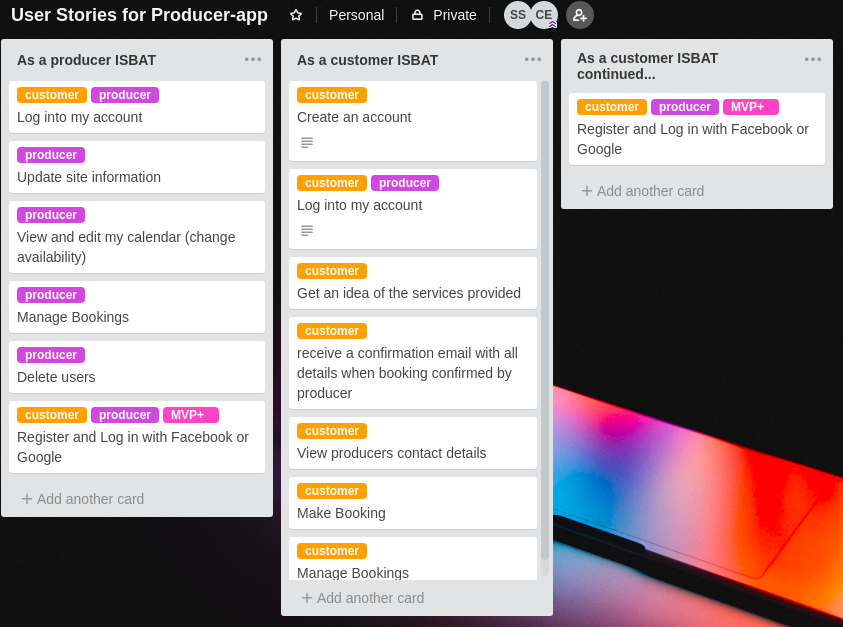 User Stories for Producer-app
Personal
Private
SS
CE
As a producer ISBAT
customer producer
Log into my account
producer
Update site information
producer
View and edit my calendar (change
availability)
producer
Manage Bookings
producer
Delete users
customer producer MVP+
Register and Log in with Facebook or
Google
+ Add another card
As a customer ISBAT
customer
Create an account
customer producer
Log into my account
customer
Get an idea of the services provided
customer
receive a confirmation email with all
details when booking confirmed by
producer
customer
View producers contact details
customer
Make Booking
customer
Manage Bookings
+ Add another card
As a customer ISBAT
continued...
customer producer MVP+
Register and Log in with Facebook or
Google
+ Add another card